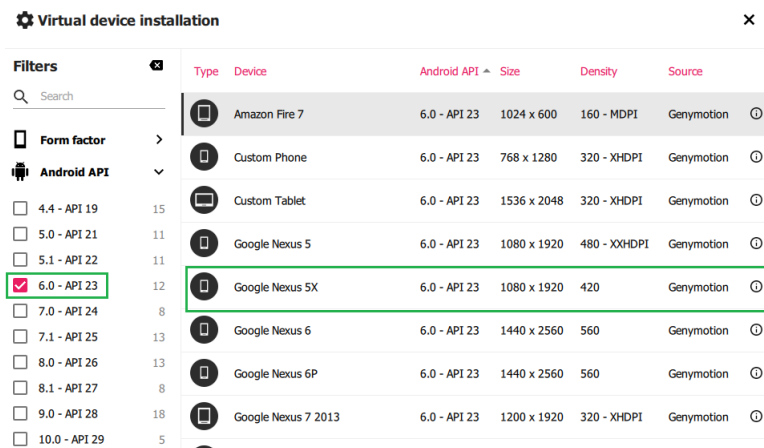 Virtual device installation
Filters
Search
Form factor
Android API
4.4 - API 19 15
5.0 - API 21 11
5.1 - API 22 11
6.0 - API 23 12
7.0 - API 24 8
7.1 - API 25 13
8.0 - API 26 13
8.1 - API 27 8
9.0 - API 28 18
10.0 - API 29 5
Type Device Android API Size Density Source
Amazon Fire 7 6.0 - API 23 1024 x 600 160 - MDPI Genymotion
Custom Phone 6.0 - API 23 768 x 1280 320 - XHDPI Genymotion
Custom Tablet 6.0 - API 23 1536 x 2048 320 - XHDPI Genymotion
Google Nexus 5 6.0 - API 23 1080 x 1920 480 - XXHDPI Genymotion
Google Nexus 5X 6.0 - API 23 1080 x 1920 420 Genymotion
Google Nexus 6 6.0 - API 23 1440 x 2560 560 Genymotion
Google Nexus 6P 6.0 - API 23 1440 x 2560 560 Genymotion
Google Nexus 7 2013 6.0 - API 23 1200 x 1920 320 - XHDPI Genymotion